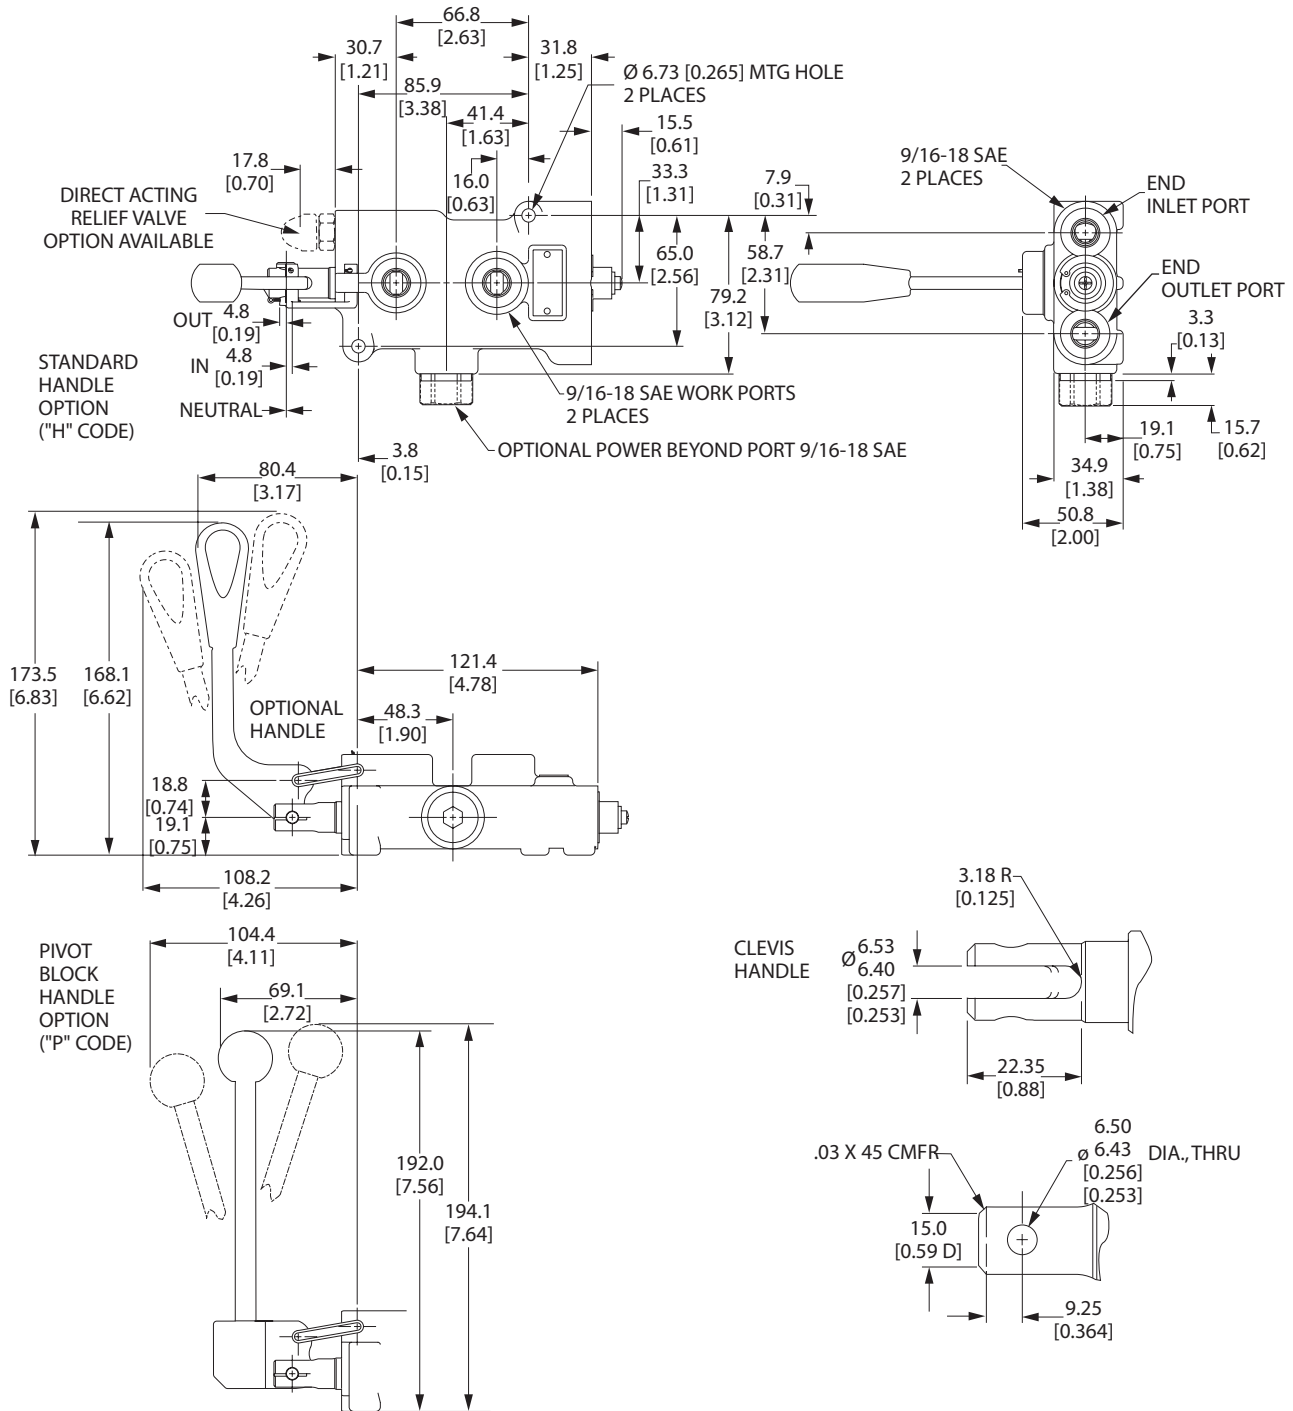 66.8
[2.63]
30.7
[1.21]
31.8
[1.25]
Ø 6.73 [0.265] MTG HOLE
2 PLACES
85.9
[3.38]
41.4
[1.63]
15.5
[0.61]
17.8
[0.70]
16.0
[0.63]
33.3
[1.31]
DIRECT ACTING
RELIEF VALVE
OPTION AVAILABLE
65.0
[2.56]
79.2
[3.12]
OUT
4.8
[0.19]
IN
4.8
[0.19]
NEUTRAL
STANDARD
HANDLE
OPTION
("H" CODE)
9/16-18 SAE WORK PORTS
2 PLACES
OPTIONAL POWER BEYOND PORT 9/16-18 SAE
3.8
[0.15]
9/16-18 SAE
2 PLACES
END
INLET PORT
7.9
[0.31]
58.7
[2.31]
END
OUTLET PORT
3.3
[0.13]
19.1
[0.75]
15.7
[0.62]
34.9
[1.38]
50.8
[2.00]
80.4
[3.17]
173.5
[6.83]
168.1
[6.62]
121.4
[4.78]
OPTIONAL
HANDLE
48.3
[1.90]
18.8
[0.74]
19.1
[0.75]
108.2
[4.26]
PIVOT
BLOCK
HANDLE
OPTION
("P" CODE)
104.4
[4.11]
69.1
[2.72]
192.0
[7.56]
194.1
[7.64]
CLEVIS
HANDLE
3.18 R
[0.125]
Ø 6.53
6.40
[0.257]
[0.253]
22.35
[0.88]
.03 X 45 CMFR
6.50
ø 6.43 DIA., THRU
[0.256]
[0.253]
15.0
[0.59 D]
9.25
[0.364]